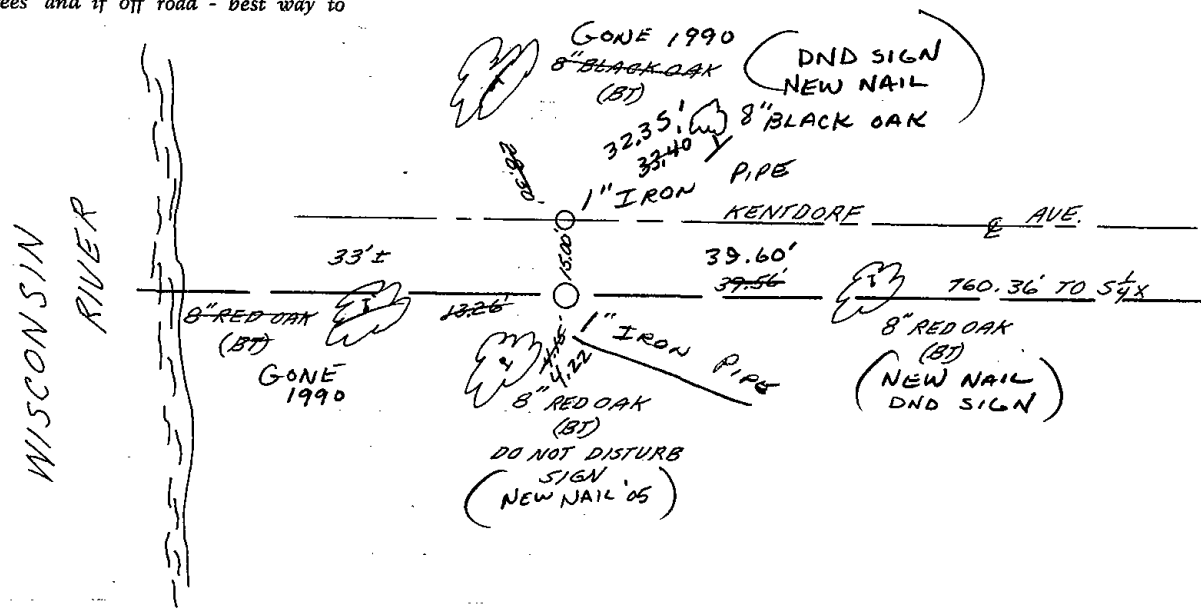 ees and if off road - best way to
GONE 1990
8" BLACK OAK
(BT)
(DND SIGN
NEW NAIL)
32.35'
33.40
8" BLACK OAK
28.30'
1" IRON PIPE
KENTDORF AVE.
WISCONSIN
RIVER
33'±
15.00'
39.60'
39.56'
8" RED OAK
(BT)
GONE
1990
13.26'
760.36' TO S¼X
4.15
4.22
1" IRON PIPE
8" RED OAK
(BT)
DO NOT DISTURB
SIGN
(NEW NAIL '05)
8" RED OAK
(BT)
(NEW NAIL
DND SIGN)